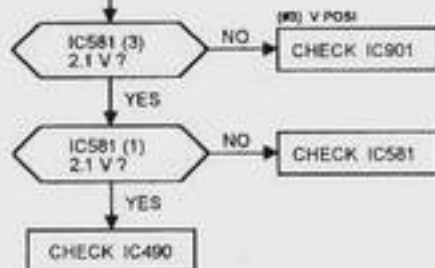 (#3) V POSI
IC581 (3)
2.1 V ?
NO
CHECK IC901
YES
IC581 (1)
2.1 V ?
NO
CHECK IC581
YES
CHECK IC490